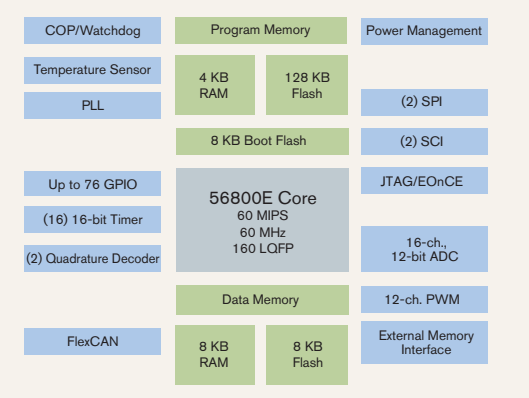 COP/Watchdog
Program Memory
Power Management
Temperature Sensor
4 KB
RAM
128 KB
Flash
PLL
(2) SPI
8 KB Boot Flash
(2) SCI
Up to 76 GPIO
56800E Core
60 MIPS
60 MHz
160 LQFP
JTAG/EOnCE
(16) 16-bit Timer
(2) Quadrature Decoder
16-ch.,
12-bit ADC
Data Memory
12-ch. PWM
FlexCAN
8 KB
RAM
8 KB
Flash
External Memory
Interface